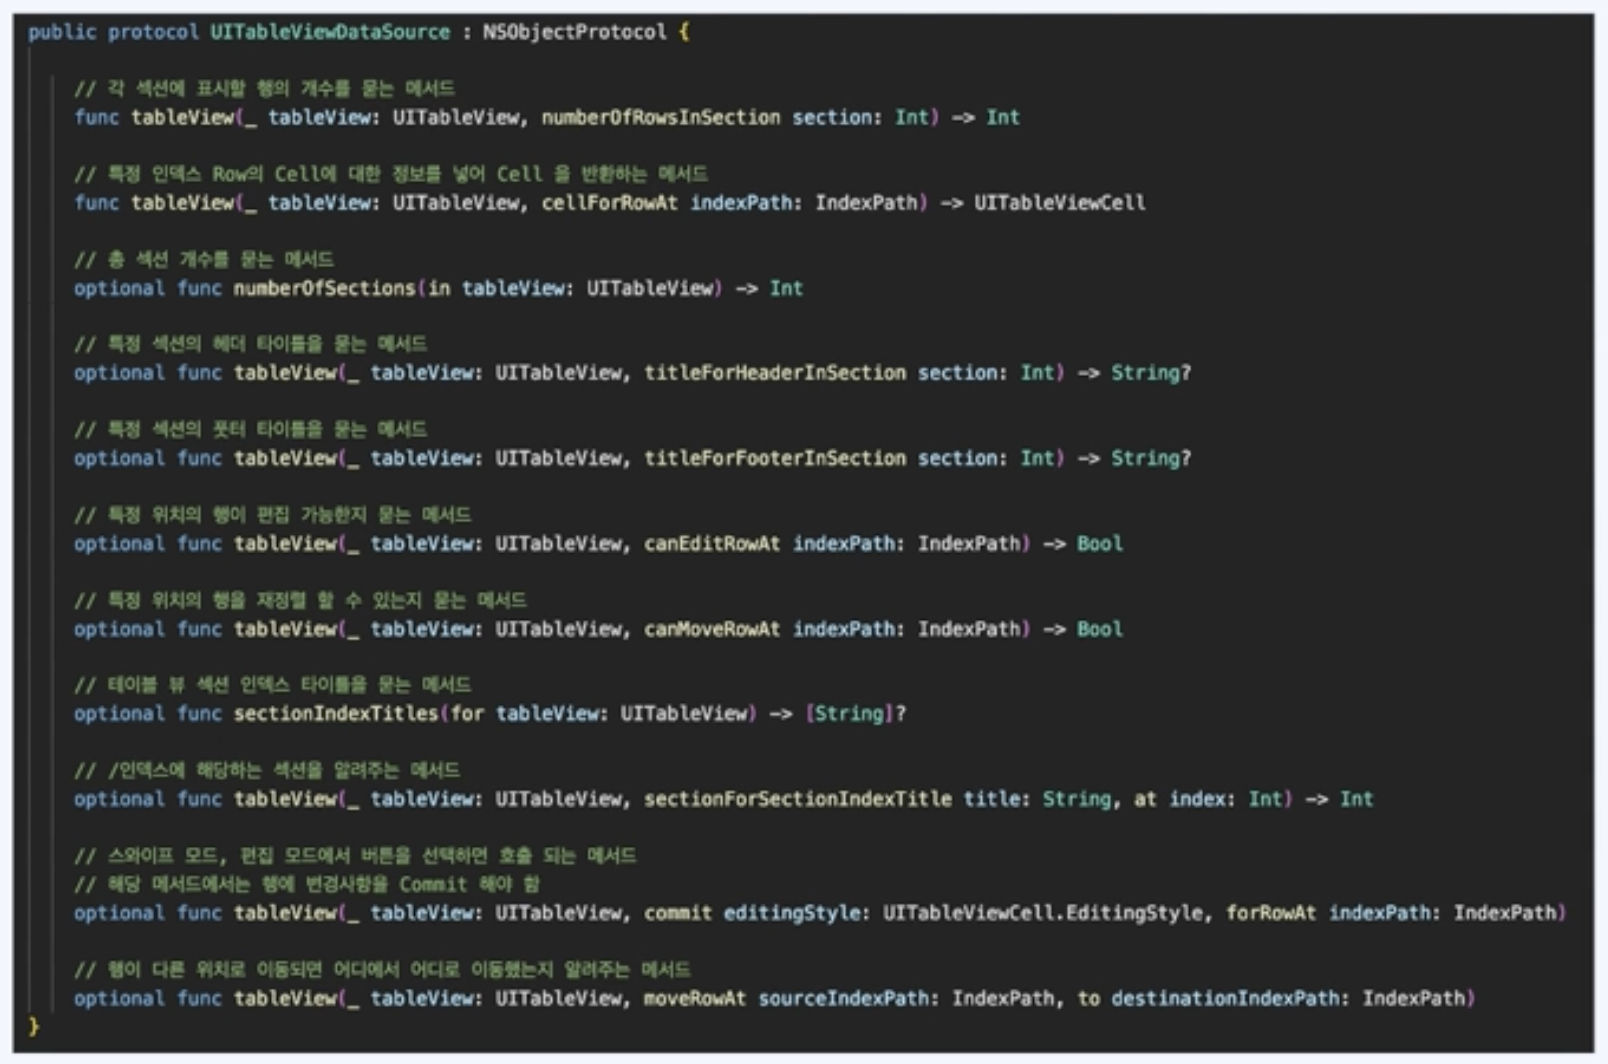 public protocol UITableViewDataSource : NSObjectProtocol {
// 각 섹션에 표시할 행의 개수를 묻는 메서드
func tableView(_ tableView: UITableView, numberOfRowsInSection section: Int) -> Int
// 특정 인덱스 Row의 Cell에 대한 정보를 넣어 Cell 을 반환하는 메서드
func tableView(_ tableView: UITableView, cellForRowAt indexPath: IndexPath) -> UITableViewCell
// 총 섹션 개수를 묻는 메서드
optional func numberOfSections(in tableView: UITableView) -> Int
// 특정 섹션의 헤더 타이틀을 묻는 메서드
optional func tableView(_ tableView: UITableView, titleForHeaderInSection section: Int) -> String?
// 특정 섹션의 풋터 타이틀을 묻는 메서드
optional func tableView(_ tableView: UITableView, titleForFooterInSection section: Int) -> String?
// 특정 위치의 행이 편집 가능한지 묻는 메서드
optional func tableView(_ tableView: UITableView, canEditRowAt indexPath: IndexPath) -> Bool
// 특정 위치의 행을 재정렬 할 수 있는지 묻는 메서드
optional func tableView(_ tableView: UITableView, canMoveRowAt indexPath: IndexPath) -> Bool
// 테이블 뷰 섹션 인덱스 타이틀을 묻는 메서드
optional func sectionIndexTitles(for tableView: UITableView) -> [String]?
// /인덱스에 해당하는 섹션을 알려주는 메서드
optional func tableView(_ tableView: UITableView, sectionForSectionIndexTitle title: String, at index: Int) -> Int
// 스와이프 모드, 편집 모드에서 버튼을 선택하면 호출 되는 메서드
// 해당 메서드에서는 행에 변경사항을 Commit 해야 함
optional func tableView(_ tableView: UITableView, commit editingStyle: UITableViewCell.EditingStyle, forRowAt indexPath: IndexPath)
// 행이 다른 위치로 이동되면 어디에서 어디로 이동했는지 알려주는 메서드
optional func tableView(_ tableView: UITableView, moveRowAt sourceIndexPath: IndexPath, to destinationIndexPath: IndexPath)
}